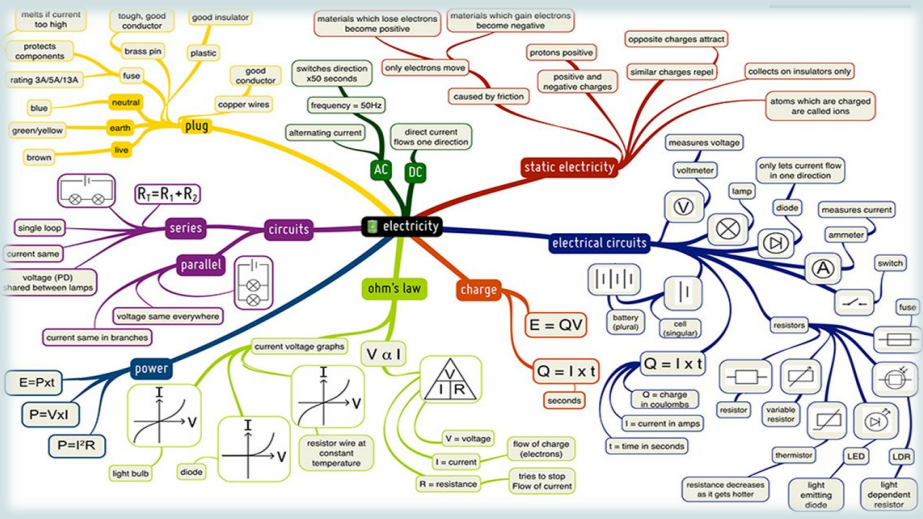 melts if current
too high
protects
components
rating 3A/5A/13A
fuse
tough, good
conductor
brass pin
good insulator
plastic
good
conductor
copper wires
blue
neutral
green/yellow
earth
brown
live
plug
switches direction
x50 seconds
frequency = 50Hz
alternating current
AC
direct current
flows one direction
DC
materials which lose electrons
become positive
materials which gain electrons
become negative
only electrons move
caused by friction
protons positive
positive and
negative charges
opposite charges attract
similar charges repel
collects on insulators only
atoms which are charged
are called ions
static electricity
electricity
circuits
series
R_T=R₁+R₂
single loop
current same
voltage (PD)
shared between lamps
parallel
voltage same everywhere
current same in branches
power
E=Pxt
P=VxI
P=I²R
ohm's law
current voltage graphs
I
V
light bulb
I
V
diode
I
V
resistor wire at
constant
temperature
V α I
V
I R
V = voltage
I = current
flow of charge
(electrons)
R = resistance
tries to stop
Flow of current
charge
E = QV
Q = I x t
seconds
electrical circuits
measures voltage
voltmeter
V
lamp
only lets current flow
in one direction
diode
measures current
ammeter
A
switch
battery
(plural)
cell
(singular)
Q = I x t
Q = charge
in coulombs
I = current in amps
t = time in seconds
resistors
fuse
resistor
variable
resistor
thermistor
resistance decreases
as it gets hotter
LED
light
emitting
diode
LDR
light
dependent
resistor